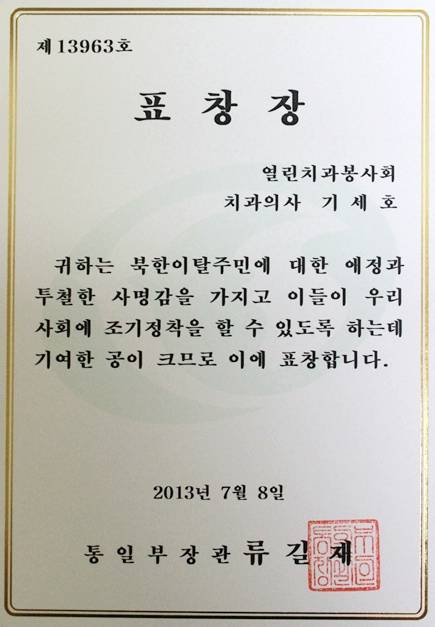 제13963호
표 창 장
열린치과봉사회
치과의사 기 세 호
귀하는 북한이탈주민에 대한 애정과
투철한 사명감을 가지고 이들이 우리
사회에 조기정착을 할 수 있도록 하는데
기여한 공이 크므로 이에 표창합니다.
2013년 7월 8일
통일부장관 류 길 재